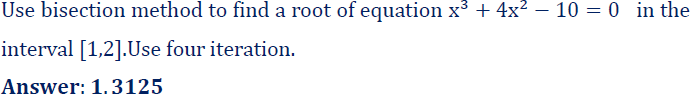 Use bisection method to find a root of equation x³ + 4x² − 10 = 0 in the
interval [1,2].Use four iteration.
Answer: 1.3125